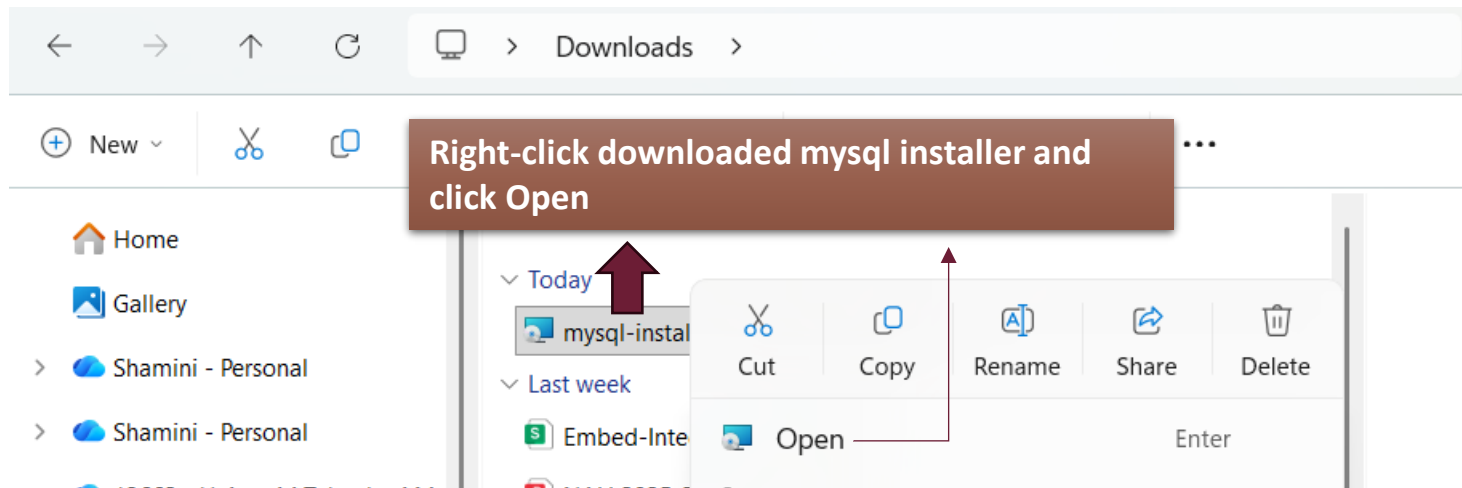 Downloads
New
Right-click downloaded mysql installer and
click Open
Home
Gallery
Today
mysql-instal
Shamini - Personal
Cut Copy Rename Share Delete
Last week
Shamini - Personal
Embed-Inte
Open Enter